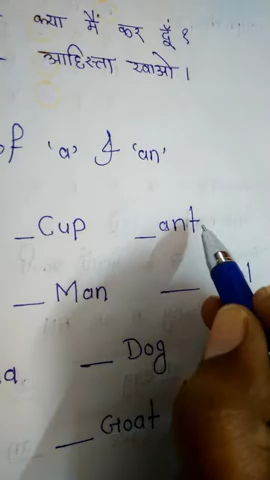 क्या मैं कर दूँ ?
आहिस्ता खाओ ।
of 'a' & 'an'
_ Cup _ ant
_ Man _
_ Dog
_ Goat